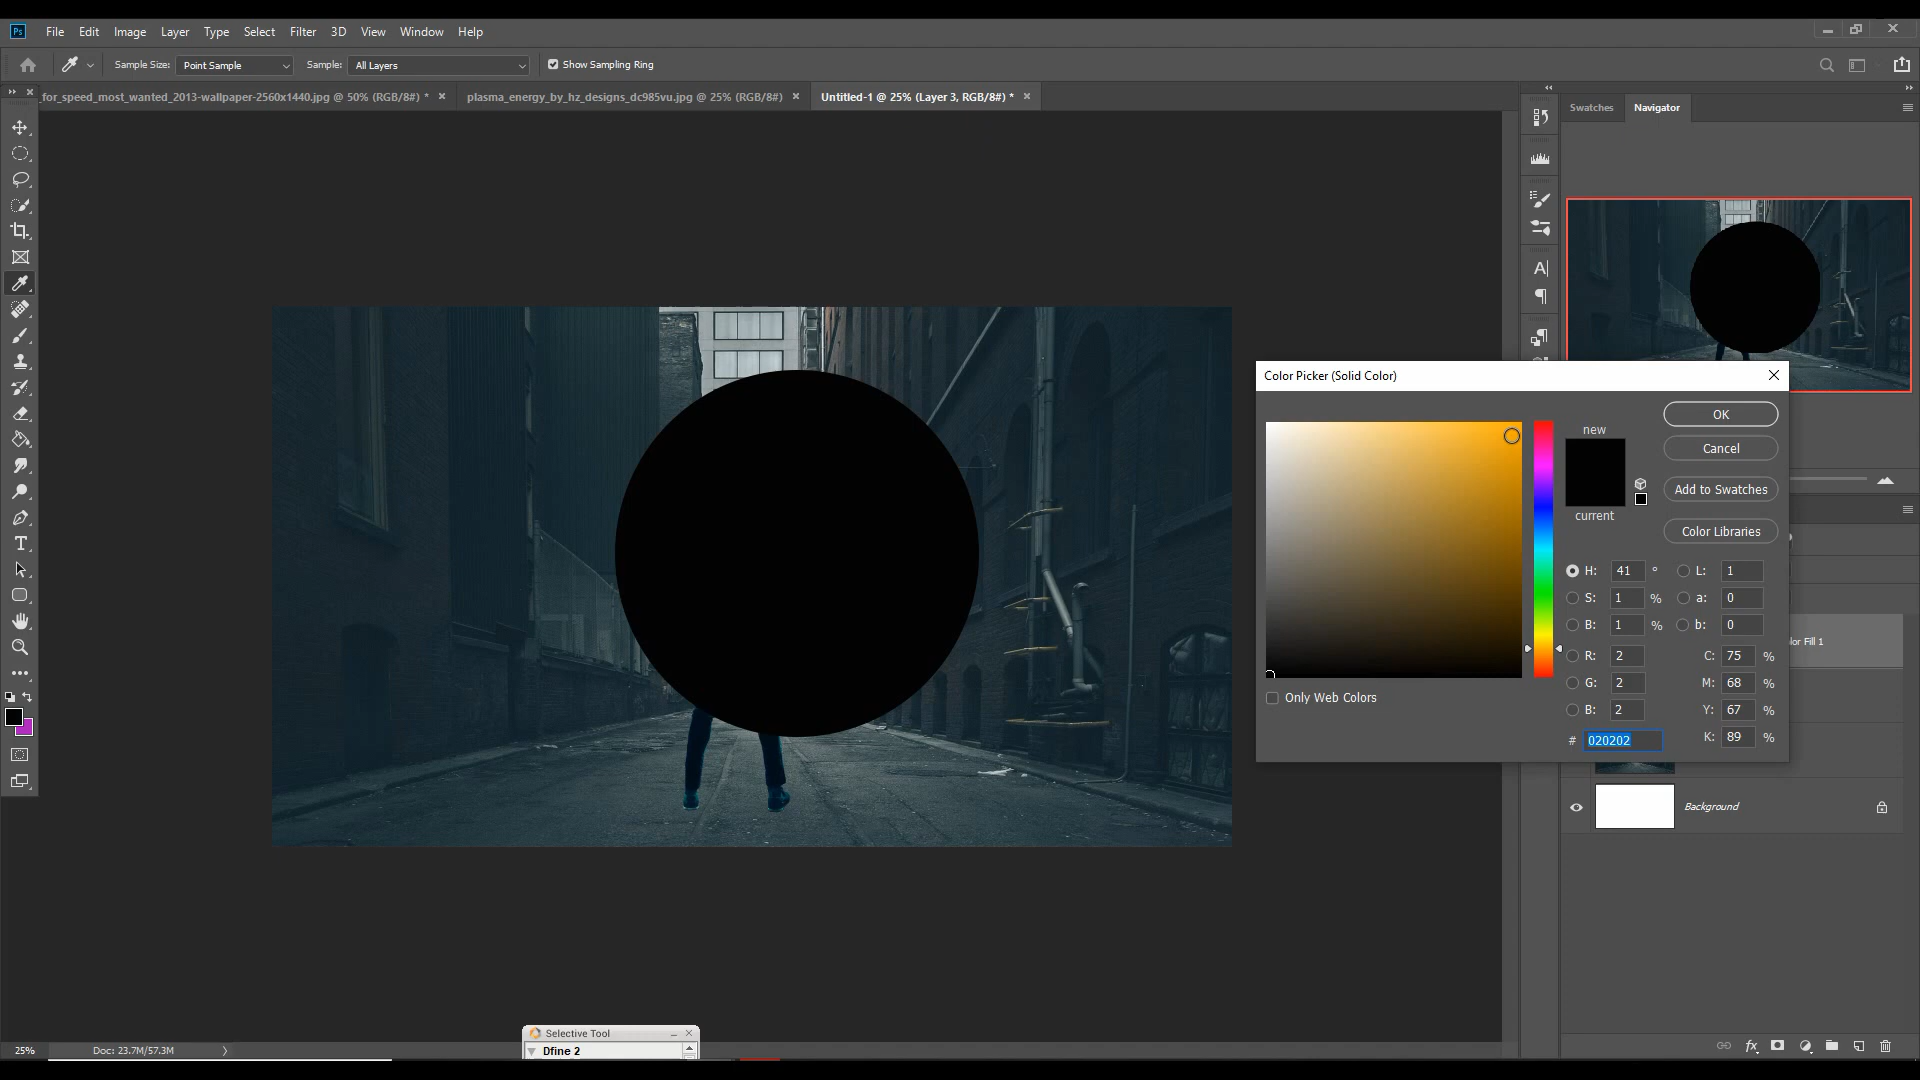 Ps File Edit Image Layer Type Select Filter 3D View Window Help
Sample Size: Point Sample Sample: All Layers Show Sampling Ring
_for_speed_most_wanted_2013-wallpaper-2560x1440.jpg @ 50% (RGB/8#) * plasma_energy_by_hz_designs_dc985vu.jpg @ 25% (RGB/8#) Untitled-1 @ 25% (Layer 3, RGB/8#) *
Swatches Navigator
Color Picker (Solid Color)
OK
new
Cancel
Add to Swatches
current
Color Libraries
H: 41 ° L: 1
S: 1 % a: 0
B: 1 % b: 0
R: 2 C: 75 %
G: 2 M: 68 %
B: 2 Y: 67 %
# 020202 K: 89 %
Only Web Colors
lor Fill 1
Background
Selective Tool
Dfine 2
25% Doc: 23.7M/57.3M